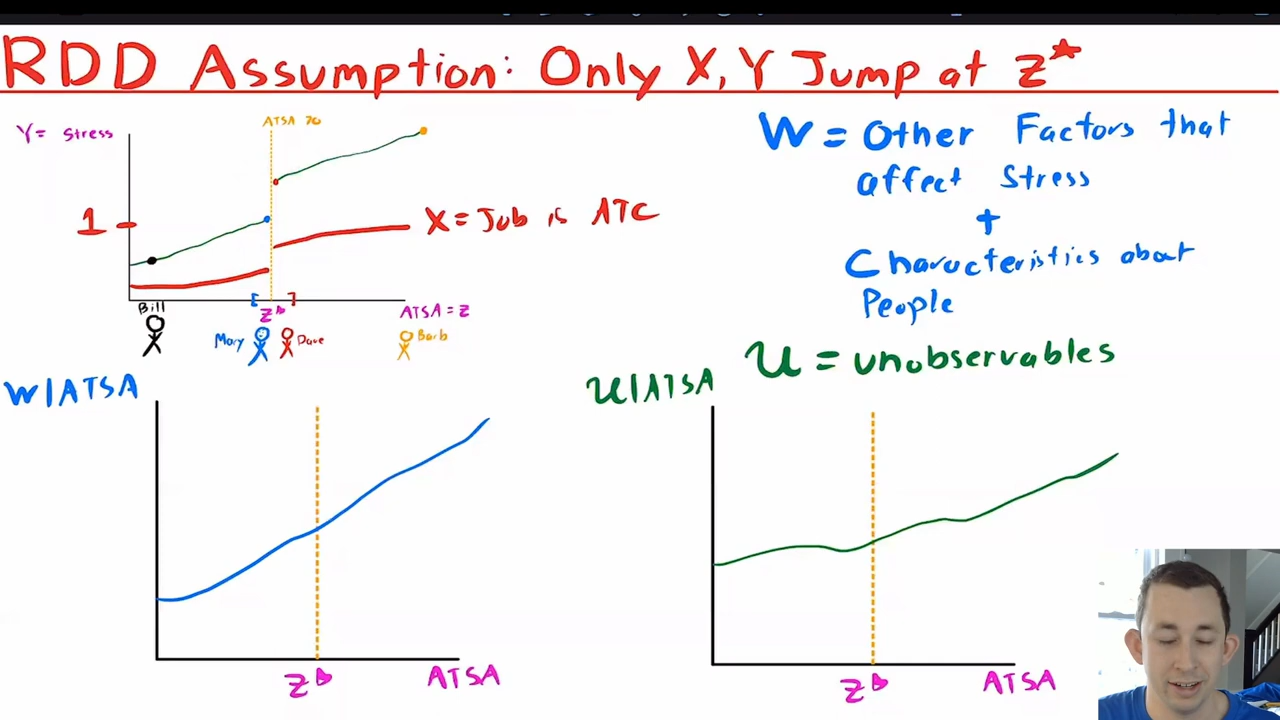 RDD Assumption: Only X, Y Jump at z*
Y = Stress
ATSA 70
1
X = Job is ATC
Bill
z*
ATSA = z
Mary
Dave
Barb
W = Other Factors that
affect Stress
+
Characteristics about
People
U = unobservables
W|ATSA
z*
ATSA
U|ATSA
z*
ATSA